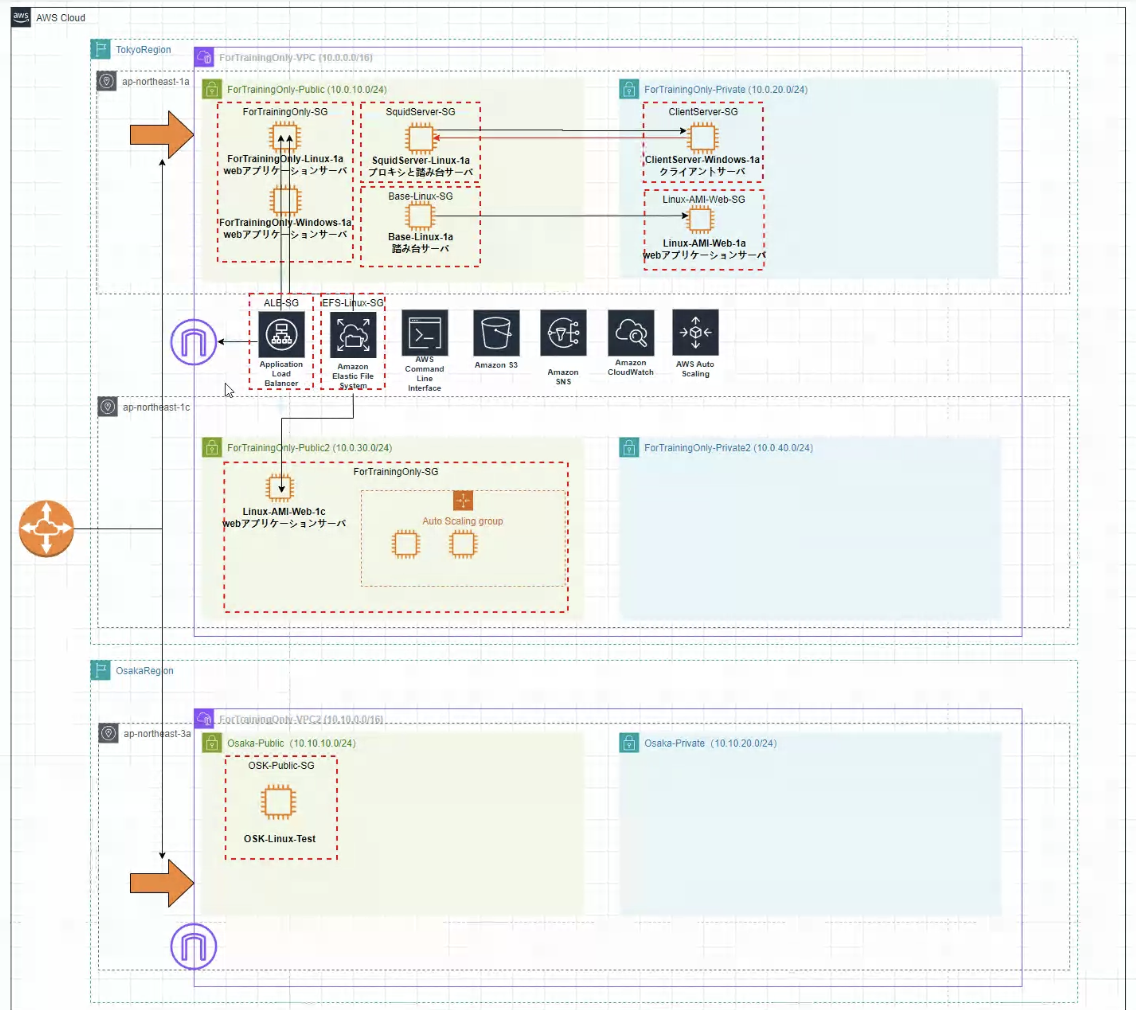 aws
AWS Cloud
TokyoRegion
ForTrainingOnly-VPC (10.0.0.0/16)
ap-northeast-1a
ForTrainingOnly-Public (10.0.10.0/24)
ForTrainingOnly-Private (10.0.20.0/24)
ForTrainingOnly-SG
SquidServer-SG
ClientServer-SG
ForTrainingOnly-Linux-1a
webアプリケーションサーバ
SquidServer-Linux-1a
プロキシと踏み台サーバ
ClientServer-Windows-1a
クライアントサーバ
Base-Linux-SG
Linux-AMI-Web-SG
ForTrainingOnly-Windows-1a
webアプリケーションサーバ
Base-Linux-1a
踏み台サーバ
Linux-AMI-Web-1a
webアプリケーションサーバ
ALB-SG
EFS-Linux-SG
Application
Load
Balancer
Amazon
Elastic File
System
AWS
Command
Line
Interface
Amazon S3
Amazon
SNS
Amazon
CloudWatch
AWS Auto
Scaling
ap-northeast-1c
ForTrainingOnly-Public2 (10.0.30.0/24)
ForTrainingOnly-Private2 (10.0.40.0/24)
ForTrainingOnly-SG
Linux-AMI-Web-1c
webアプリケーションサーバ
Auto Scaling group
OsakaRegion
ForTrainingOnly-VPC2 (10.10.0.0/16)
ap-northeast-3a
Osaka-Public（10.10.10.0/24)
Osaka-Private（10.10.20.0/24)
OSK-Public-SG
OSK-Linux-Test